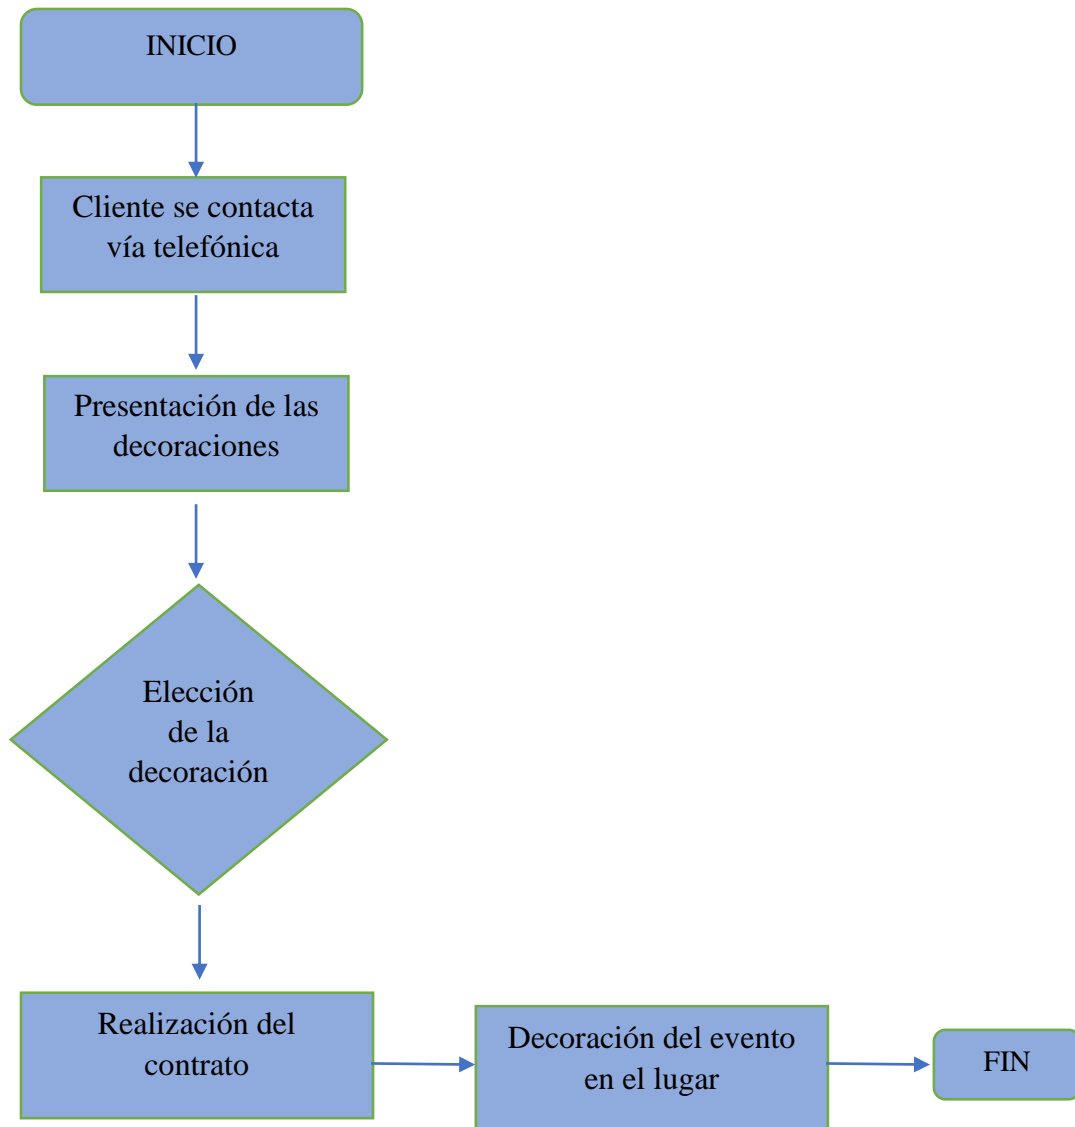 INICIO
Cliente se contacta
vía telefónica
Presentación de las
decoraciones
Elección
de la
decoración
Realización del
contrato
Decoración del evento
en el lugar
FIN